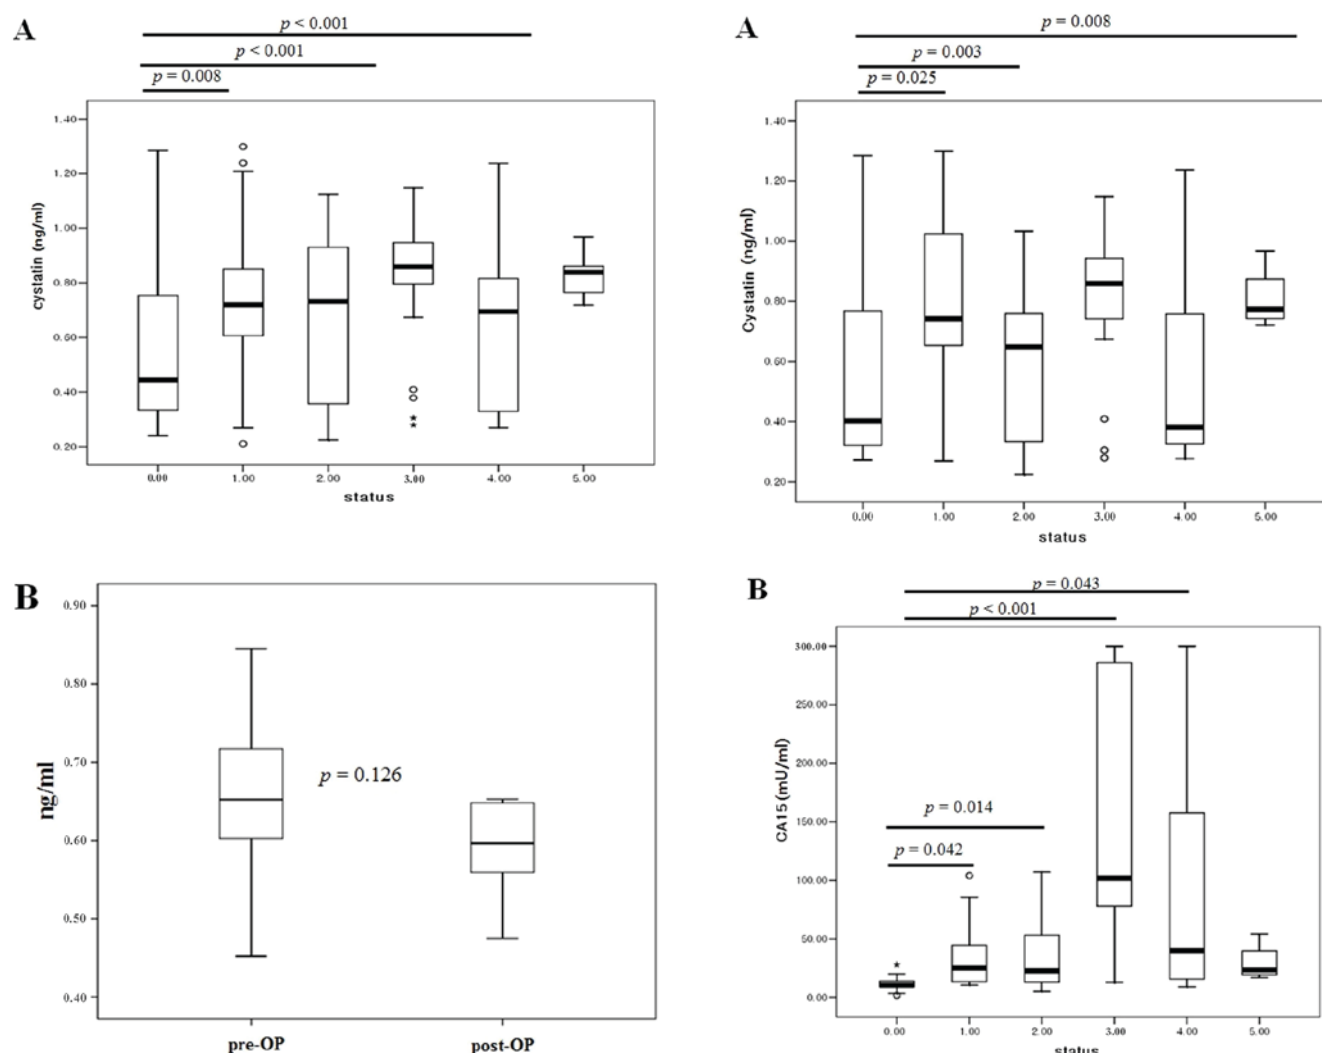 A
p < 0.001
p < 0.001
p = 0.008
1.40
1.20
1.00
0.80
0.60
0.40
0.20
cystatin (ng/ml)
0.00 1.00 2.00 3.00 4.00 5.00
status
A
p = 0.008
p = 0.003
p = 0.025
1.40
1.20
1.00
0.80
0.60
0.40
0.20
Cystatin (ng/ml)
0.00 1.00 2.00 3.00 4.00 5.00
status
B
0.90
0.80
0.70
0.60
0.50
0.40
ng/ml
p = 0.126
pre-OP post-OP
B
p = 0.043
p < 0.001
p = 0.014
p = 0.042
300.00
250.00
200.00
150.00
100.00
50.00
0.00
CA15 (mU/ml)
0.00 1.00 2.00 3.00 4.00 5.00
status